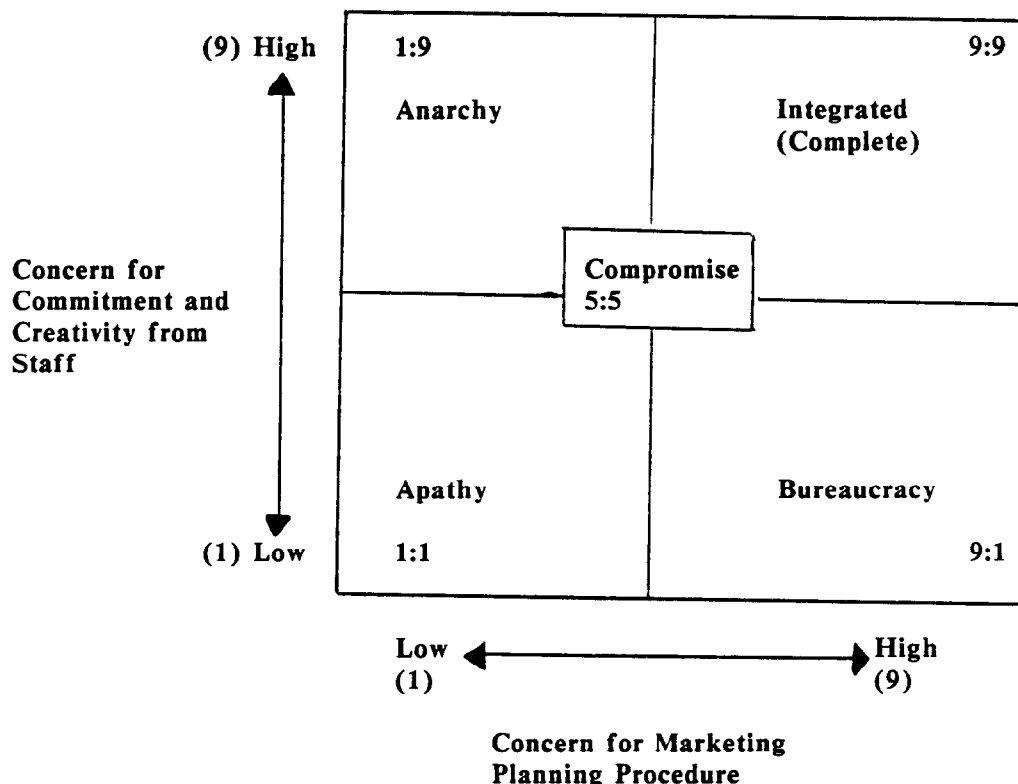 (9) High
1:9
9:9
Anarchy
Integrated
(Complete)
Concern for
Commitment and
Creativity from
Staff
Compromise
5:5
Apathy
Bureaucracy
(1) Low
1:1
9:1
Low
(1)
High
(9)
Concern for Marketing
Planning Procedure